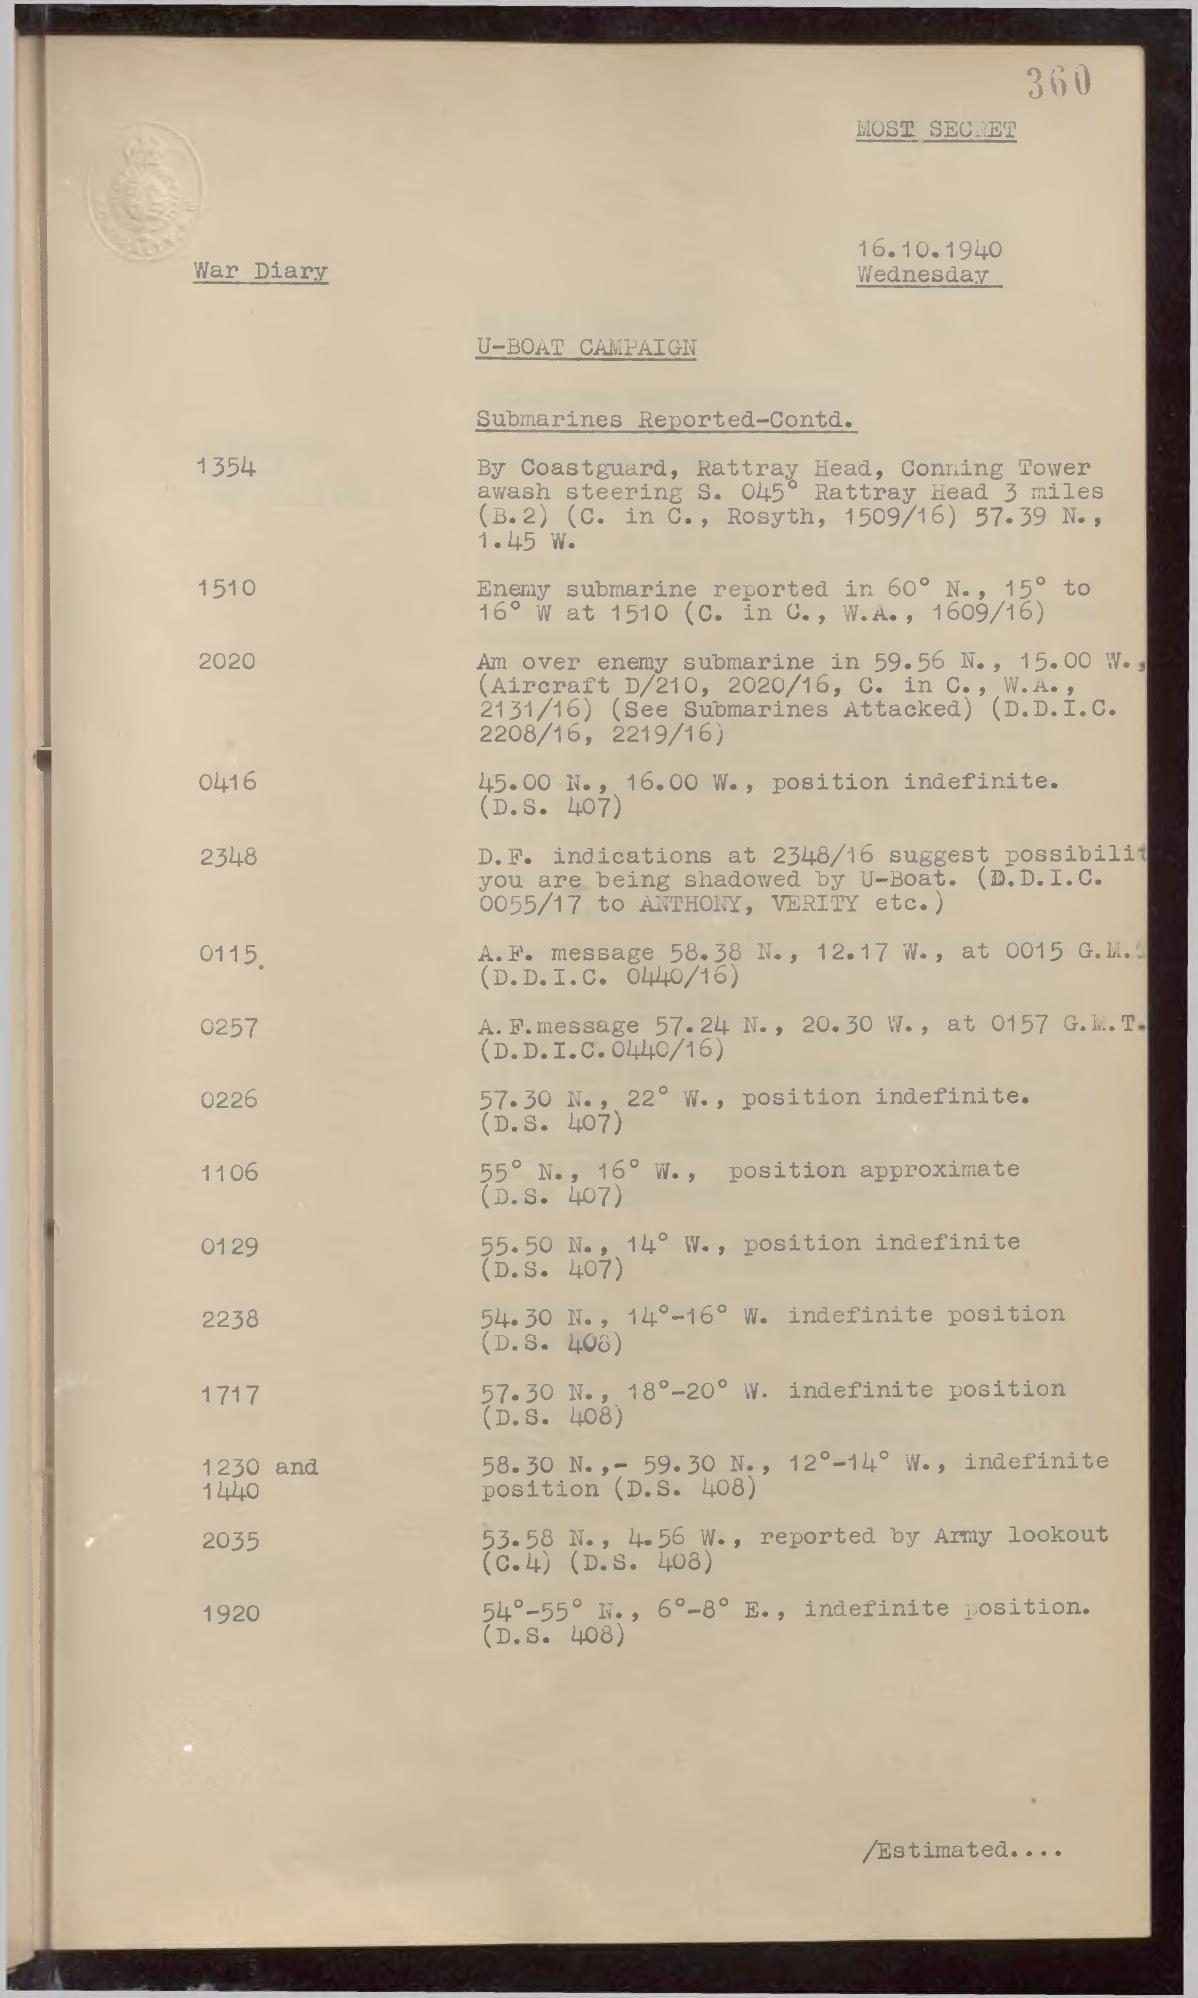 360
MOST SECRET
16.10.1940
War Diary
Wednesday
U-BOAT CAMPAIGN
Submarines Reported-Contd.
1354 By Coastguard, Rattray Head, Conning Tower
awash steering S. 045° Rattray Head 3 miles
(B.2) (C. in C., Rosyth, 1509/16) 57.39 N.,
1.45 W.
1510 Enemy submarine reported in 60° N., 15° to
16° W at 1510 (C. in C., W.A., 1609/16)
2020 Am over enemy submarine in 59.56 N., 15.00 W.,
(Aircraft D/210, 2020/16, C. in C., W.A.,
2131/16) (See Submarines Attacked) (D.D.I.C.
2208/16, 2219/16)
0416 45.00 N., 16.00 W., position indefinite.
(D.S. 407)
2348 D.F. indications at 2348/16 suggest possibilit
you are being shadowed by U-Boat. (D.D.I.C.
0055/17 to ANTHONY, VERITY etc.)
0115. A.F. message 58.38 N., 12.17 W., at 0015 G.M.
(D.D.I.C. 0440/16)
0257 A.F.message 57.24 N., 20.30 W., at 0157 G.M.T.
(D.D.I.C.0440/16)
0226 57.30 N., 22° W., position indefinite.
(D.S. 407)
1106 55° N., 16° W., position approximate
(D.S. 407)
0129 55.50 N., 14° W., position indefinite
(D.S. 407)
2238 54.30 N., 14°-16° W. indefinite position
(D.S. 408)
1717 57.30 N., 18°-20° W. indefinite position
(D.S. 408)
1230 and 58.30 N.,- 59.30 N., 12°-14° W., indefinite
1440 position (D.S. 408)
2035 53.58 N., 4.56 W., reported by Army lookout
(C.4) (D.S. 408)
1920 54°-55° N., 6°-8° E., indefinite position.
(D.S. 408)
/Estimated....